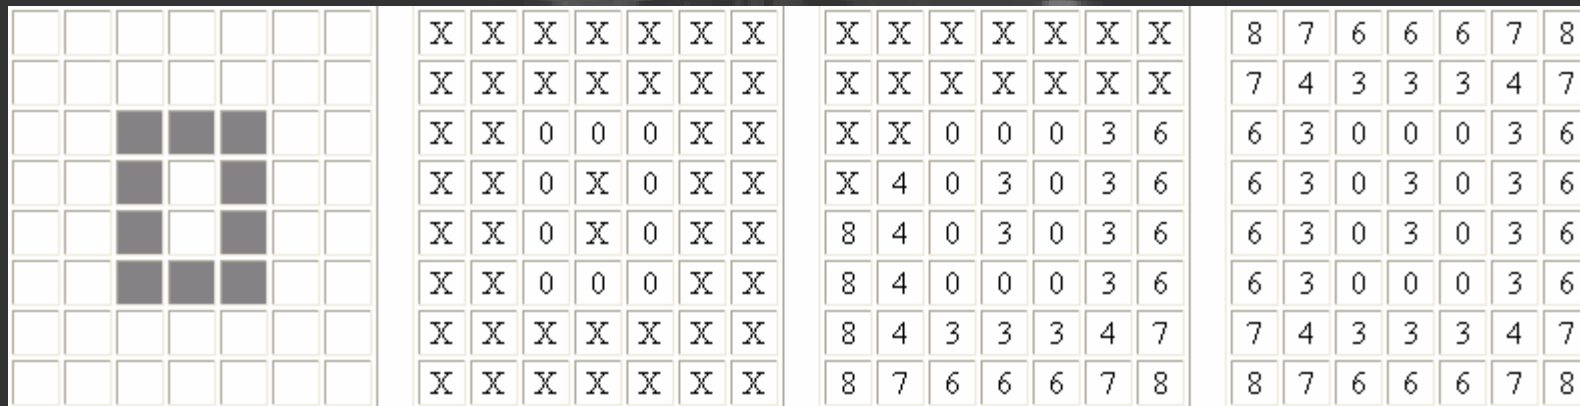 X X X X X X X X X X X X X X 8 7 6 6 6 7 8
X X X X X X X X X X X X X X 7 4 3 3 3 4 7
X X 0 0 0 X X X X 0 0 0 3 6 6 3 0 0 0 3 6
X X 0 X 0 X X X 4 0 3 0 3 6 6 3 0 3 0 3 6
X X 0 X 0 X X 8 4 0 3 0 3 6 6 3 0 3 0 3 6
X X 0 0 0 X X 8 4 0 0 0 3 6 6 3 0 0 0 3 6
X X X X X X X 8 4 3 3 3 4 7 7 4 3 3 3 4 7
X X X X X X X 8 7 6 6 6 7 8 8 7 6 6 6 7 8